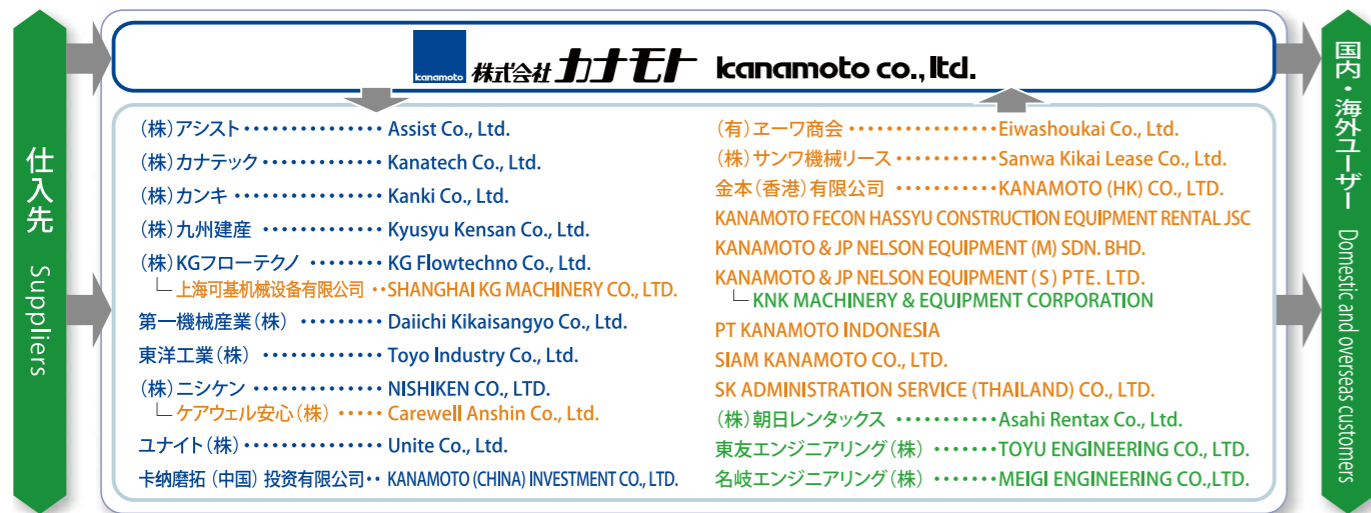 仕入先 Suppliers
kanamoto 株式会社カナモト kanamoto co., ltd.
(株)アシスト・・・・・・・・・・・・・・・Assist Co., Ltd.
(株)カナテック・・・・・・・・・・・・・Kanatech Co., Ltd.
(株)カンキ・・・・・・・・・・・・・・・・Kanki Co., Ltd.
(株)九州建産・・・・・・・・・・・・・Kyusyu Kensan Co., Ltd.
(株)KGフローテクノ・・・・・・・・KG Flowtechno Co., Ltd.
└上海可基机械设备有限公司・・SHANGHAI KG MACHINERY CO., LTD.
第一機械産業(株)・・・・・・・・・Daiichi Kikaisangyo Co., Ltd.
東洋工業(株)・・・・・・・・・・・・・Toyo Industry Co., Ltd.
(株)ニシケン・・・・・・・・・・・・・NISHIKEN CO., LTD.
└ケアウェル安心(株)・・・・・Carewell Anshin Co., Ltd.
ユナイト(株)・・・・・・・・・・・・・・Unite Co., Ltd.
卡纳磨拓(中国)投资有限公司・・KANAMOTO (CHINA) INVESTMENT CO., LTD.
(有)ヱーワ商会・・・・・・・・・・・・・・・Eiwashoukai Co., Ltd.
(株)サンワ機械リース・・・・・・・・・・Sanwa Kikai Lease Co., Ltd.
金本(香港)有限公司・・・・・・・・・・・KANAMOTO (HK) CO., LTD.
KANAMOTO FECON HASSYU CONSTRUCTION EQUIPMENT RENTAL JSC
KANAMOTO & JP NELSON EQUIPMENT (M) SDN. BHD.
KANAMOTO & JP NELSON EQUIPMENT (S) PTE. LTD.
└KNK MACHINERY & EQUIPMENT CORPORATION
PT KANAMOTO INDONESIA
SIAM KANAMOTO CO., LTD.
SK ADMINISTRATION SERVICE (THAILAND) CO., LTD.
(株)朝日レンタックス・・・・・・・・・・Asahi Rentax Co., Ltd.
東友エンジニアリング(株)・・・・・・・TOYU ENGINEERING CO., LTD.
名岐エンジニアリング(株)・・・・・・・MEIGI ENGINEERING CO.,LTD.
国内・海外ユーザー Domestic and overseas customers